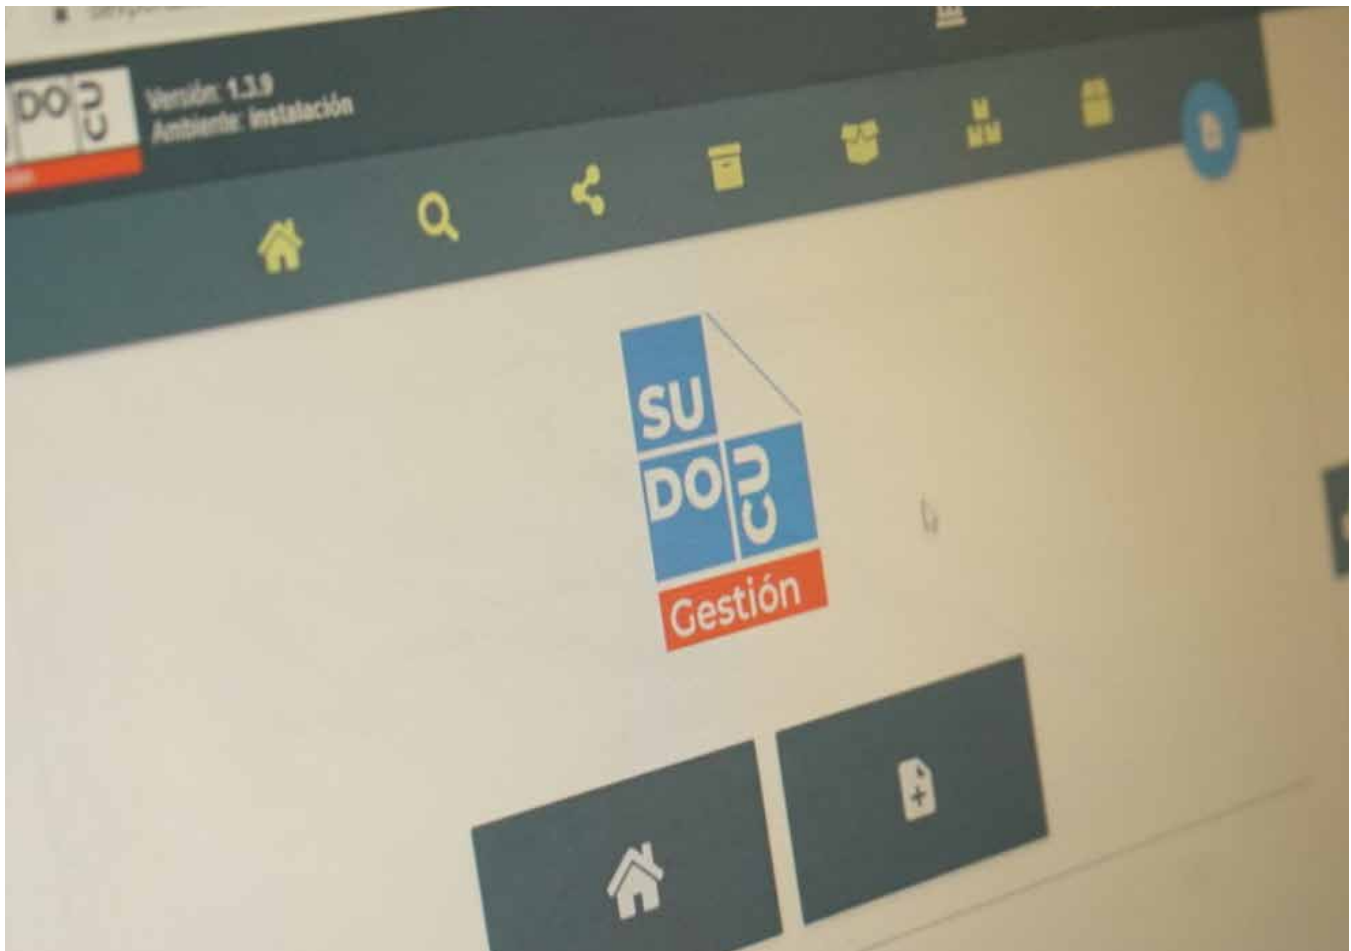 DO
CU
Versión: 1.3.9
Ambiente: instalación
SU
DO
CU
Gestión